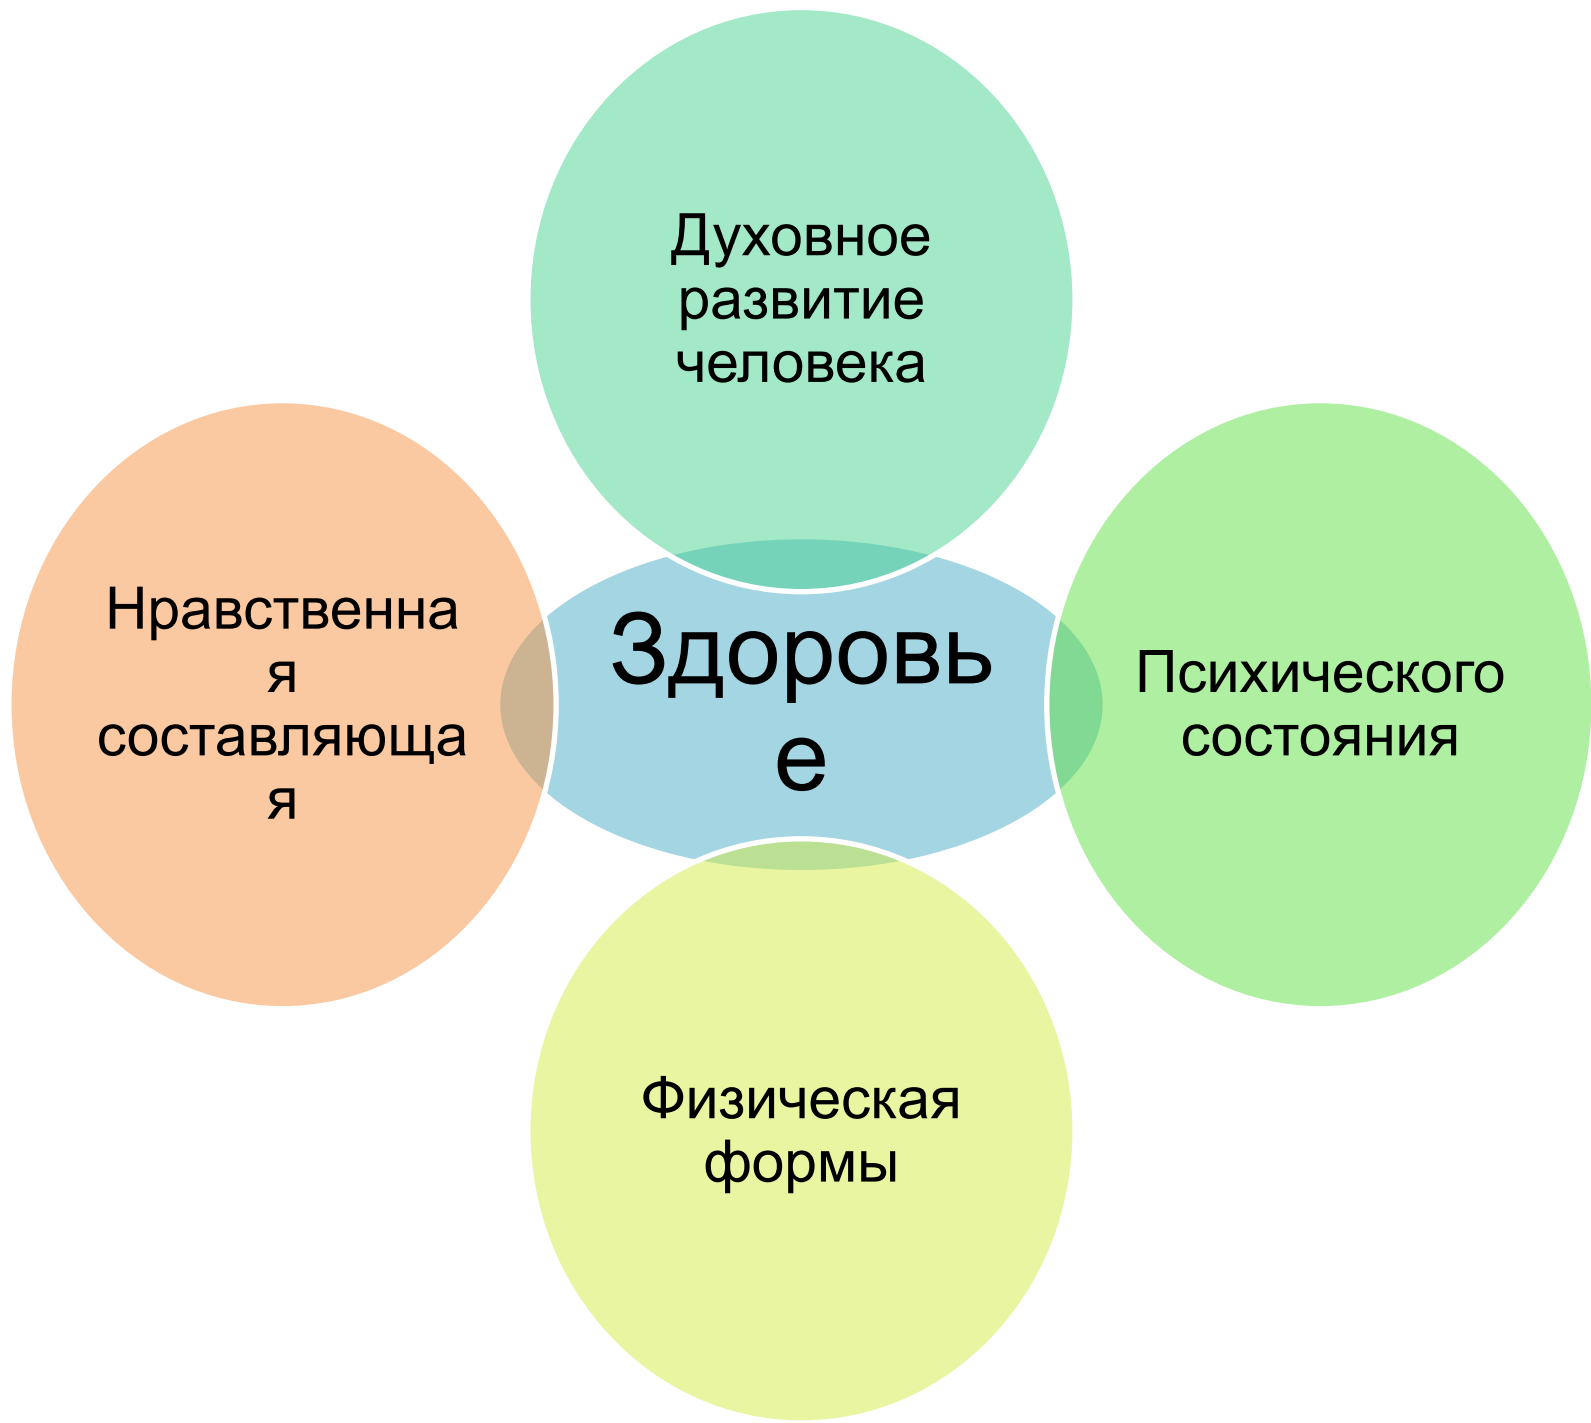 Духовное
развитие
человека
Нравственна
я
составляюща
я
Здоровь
е
Психического
состояния
Физическая
формы